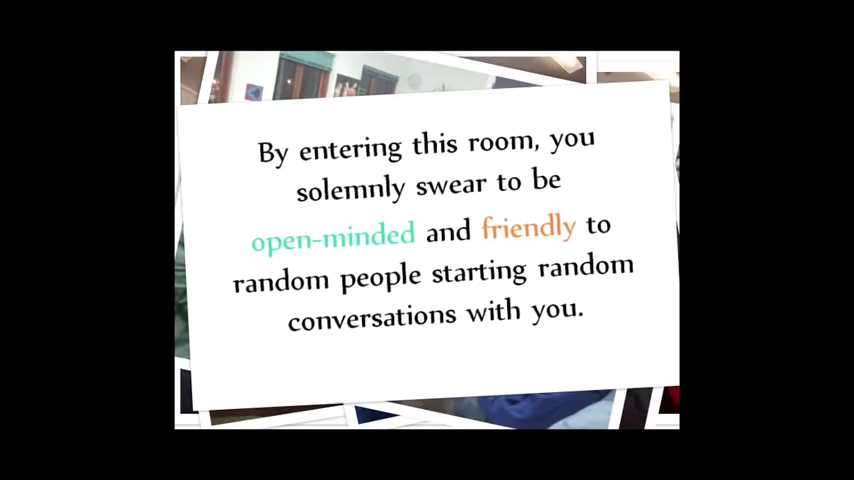 By entering this room, you
solemnly swear to be
open-minded and friendly to
random people starting random
conversations with you.